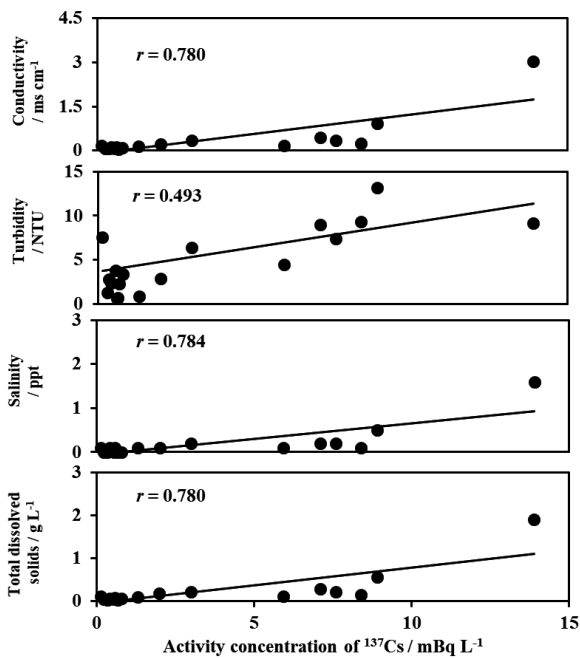 4.5
3
1.5
0
Conductivity
/ ms cm-1
r = 0.780
15
10
5
0
Turbidity
/ NTU
r = 0.493
3
2
1
0
Salinity
/ ppt
r = 0.784
3
2
1
0
Total dissolved
solids / g L-1
r = 0.780
0 5 10 15
Activity concentration of 137Cs / mBq L-1